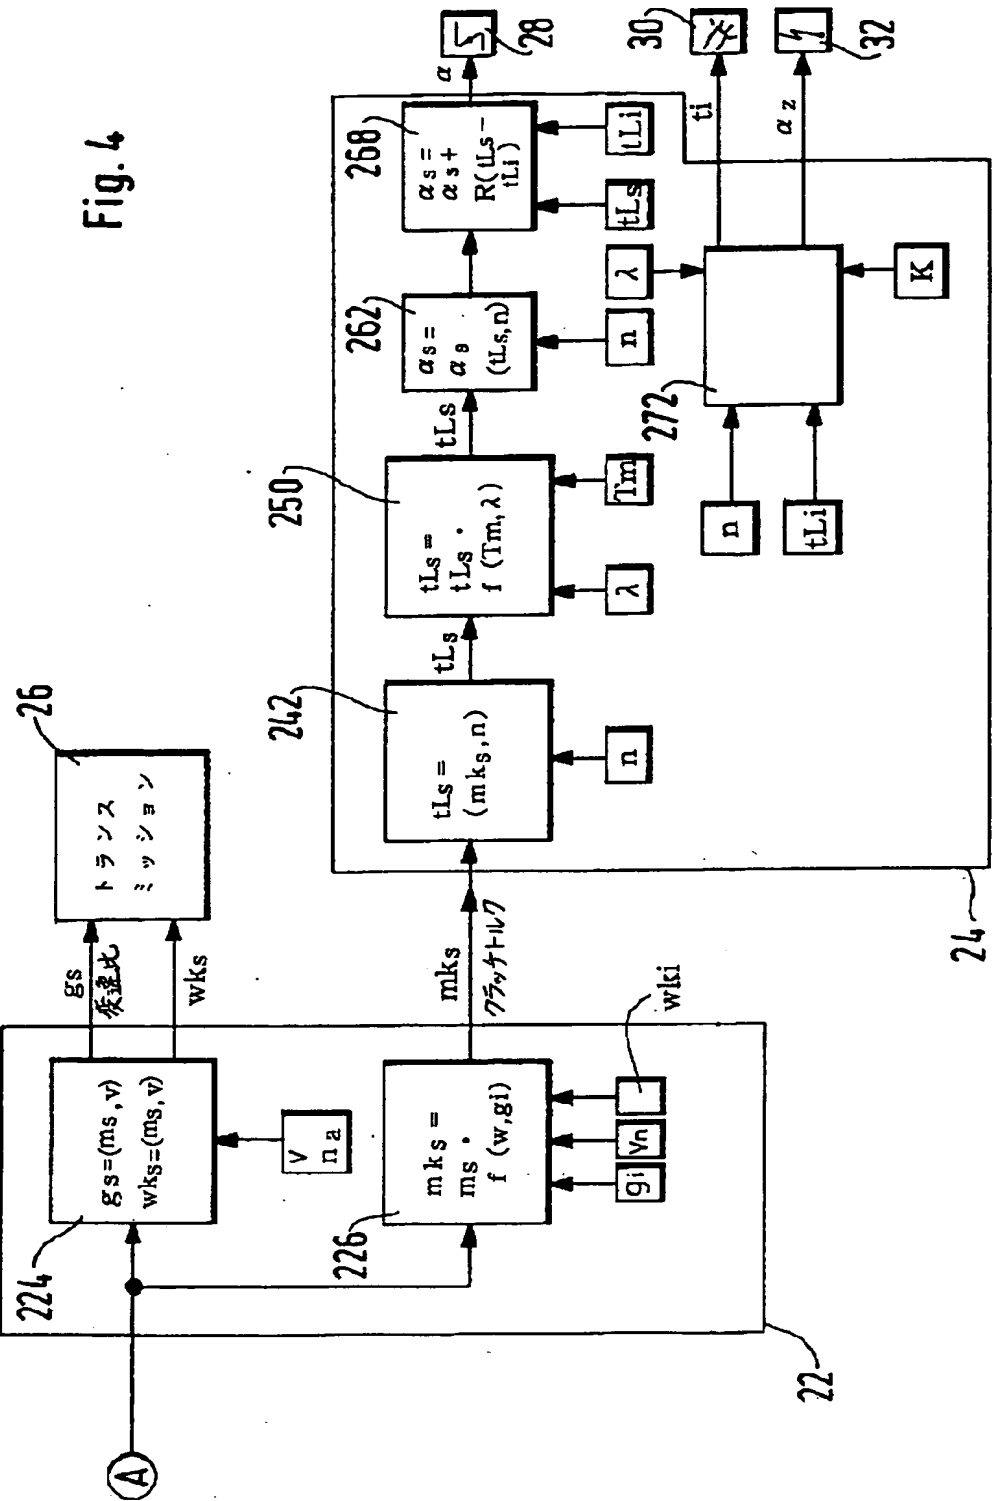 Fig. 4
A
22
224
gs=(ms,v)
wks=(ms,v)
V
na
gs
変速比
wks
26
トランス
ミッション
226
mks=
ms・
f (w,gi)
gi
Vn
wki
mks
クラッチトルク
24
242
tLs=
(mks,n)
n
tLs
250
tLs=
tLs・
f (Tm,λ)
λ
Tm
tLs
262
αs=
αs
(tLs,n)
n
268
αs=
αs+
R(tLs-
tLi)
tLs
tLi
α
28
272
n
tLi
λ
K
ti
30
αz
32